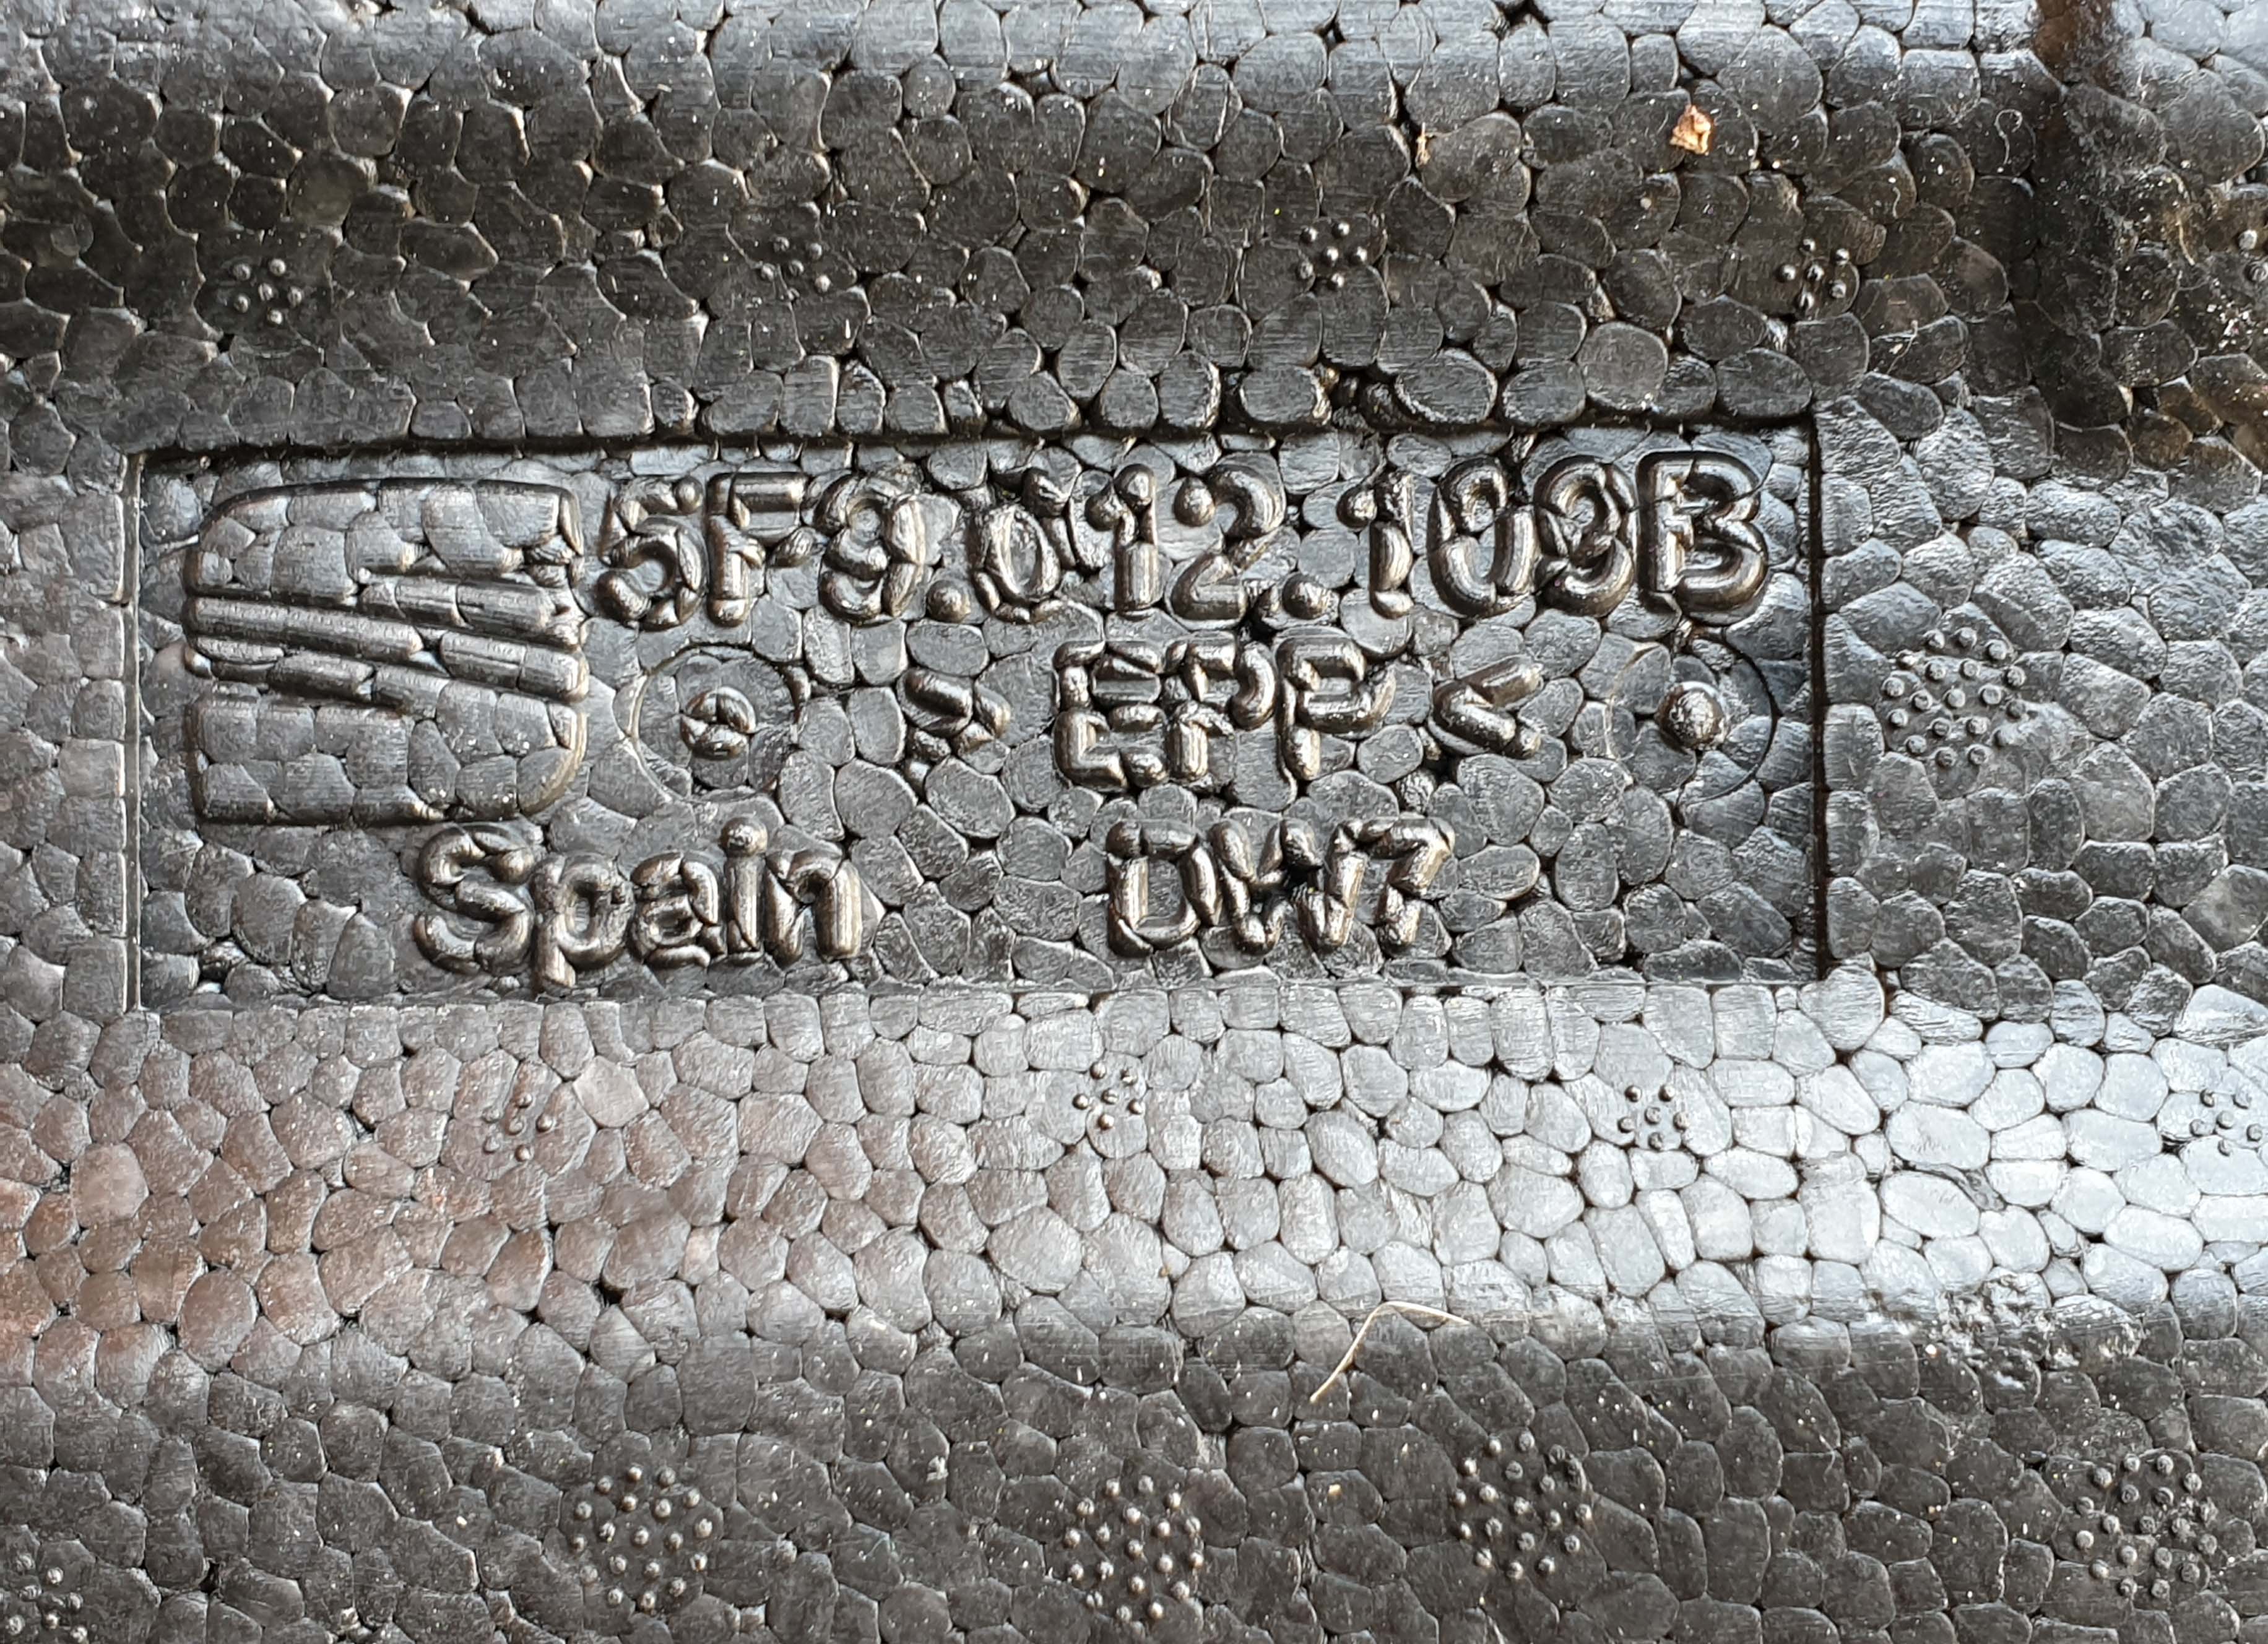 5F9.012.109B
> EPP <
Spain DW7